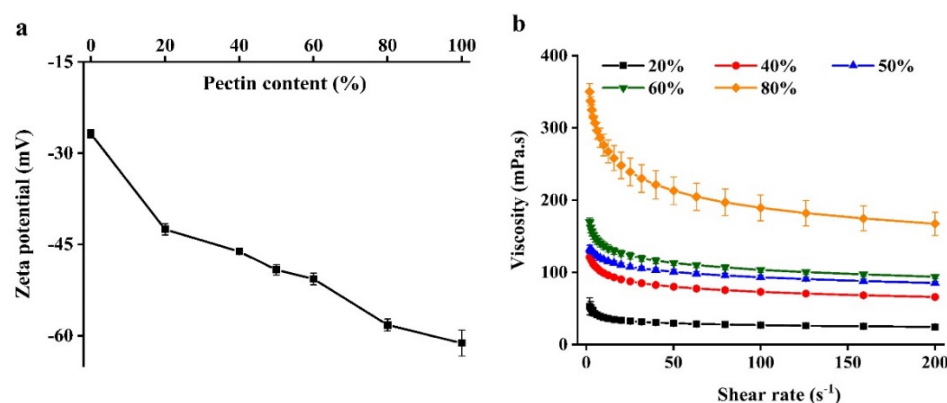 a
0 20 40 60 80 100
Pectin content (%)
-15
-30
-45
-60
Zeta potential (mV)
b
400
300
200
100
0
Viscosity (mPa.s)
20% 40% 50%
60% 80%
0 50 100 150 200
Shear rate (s⁻¹)